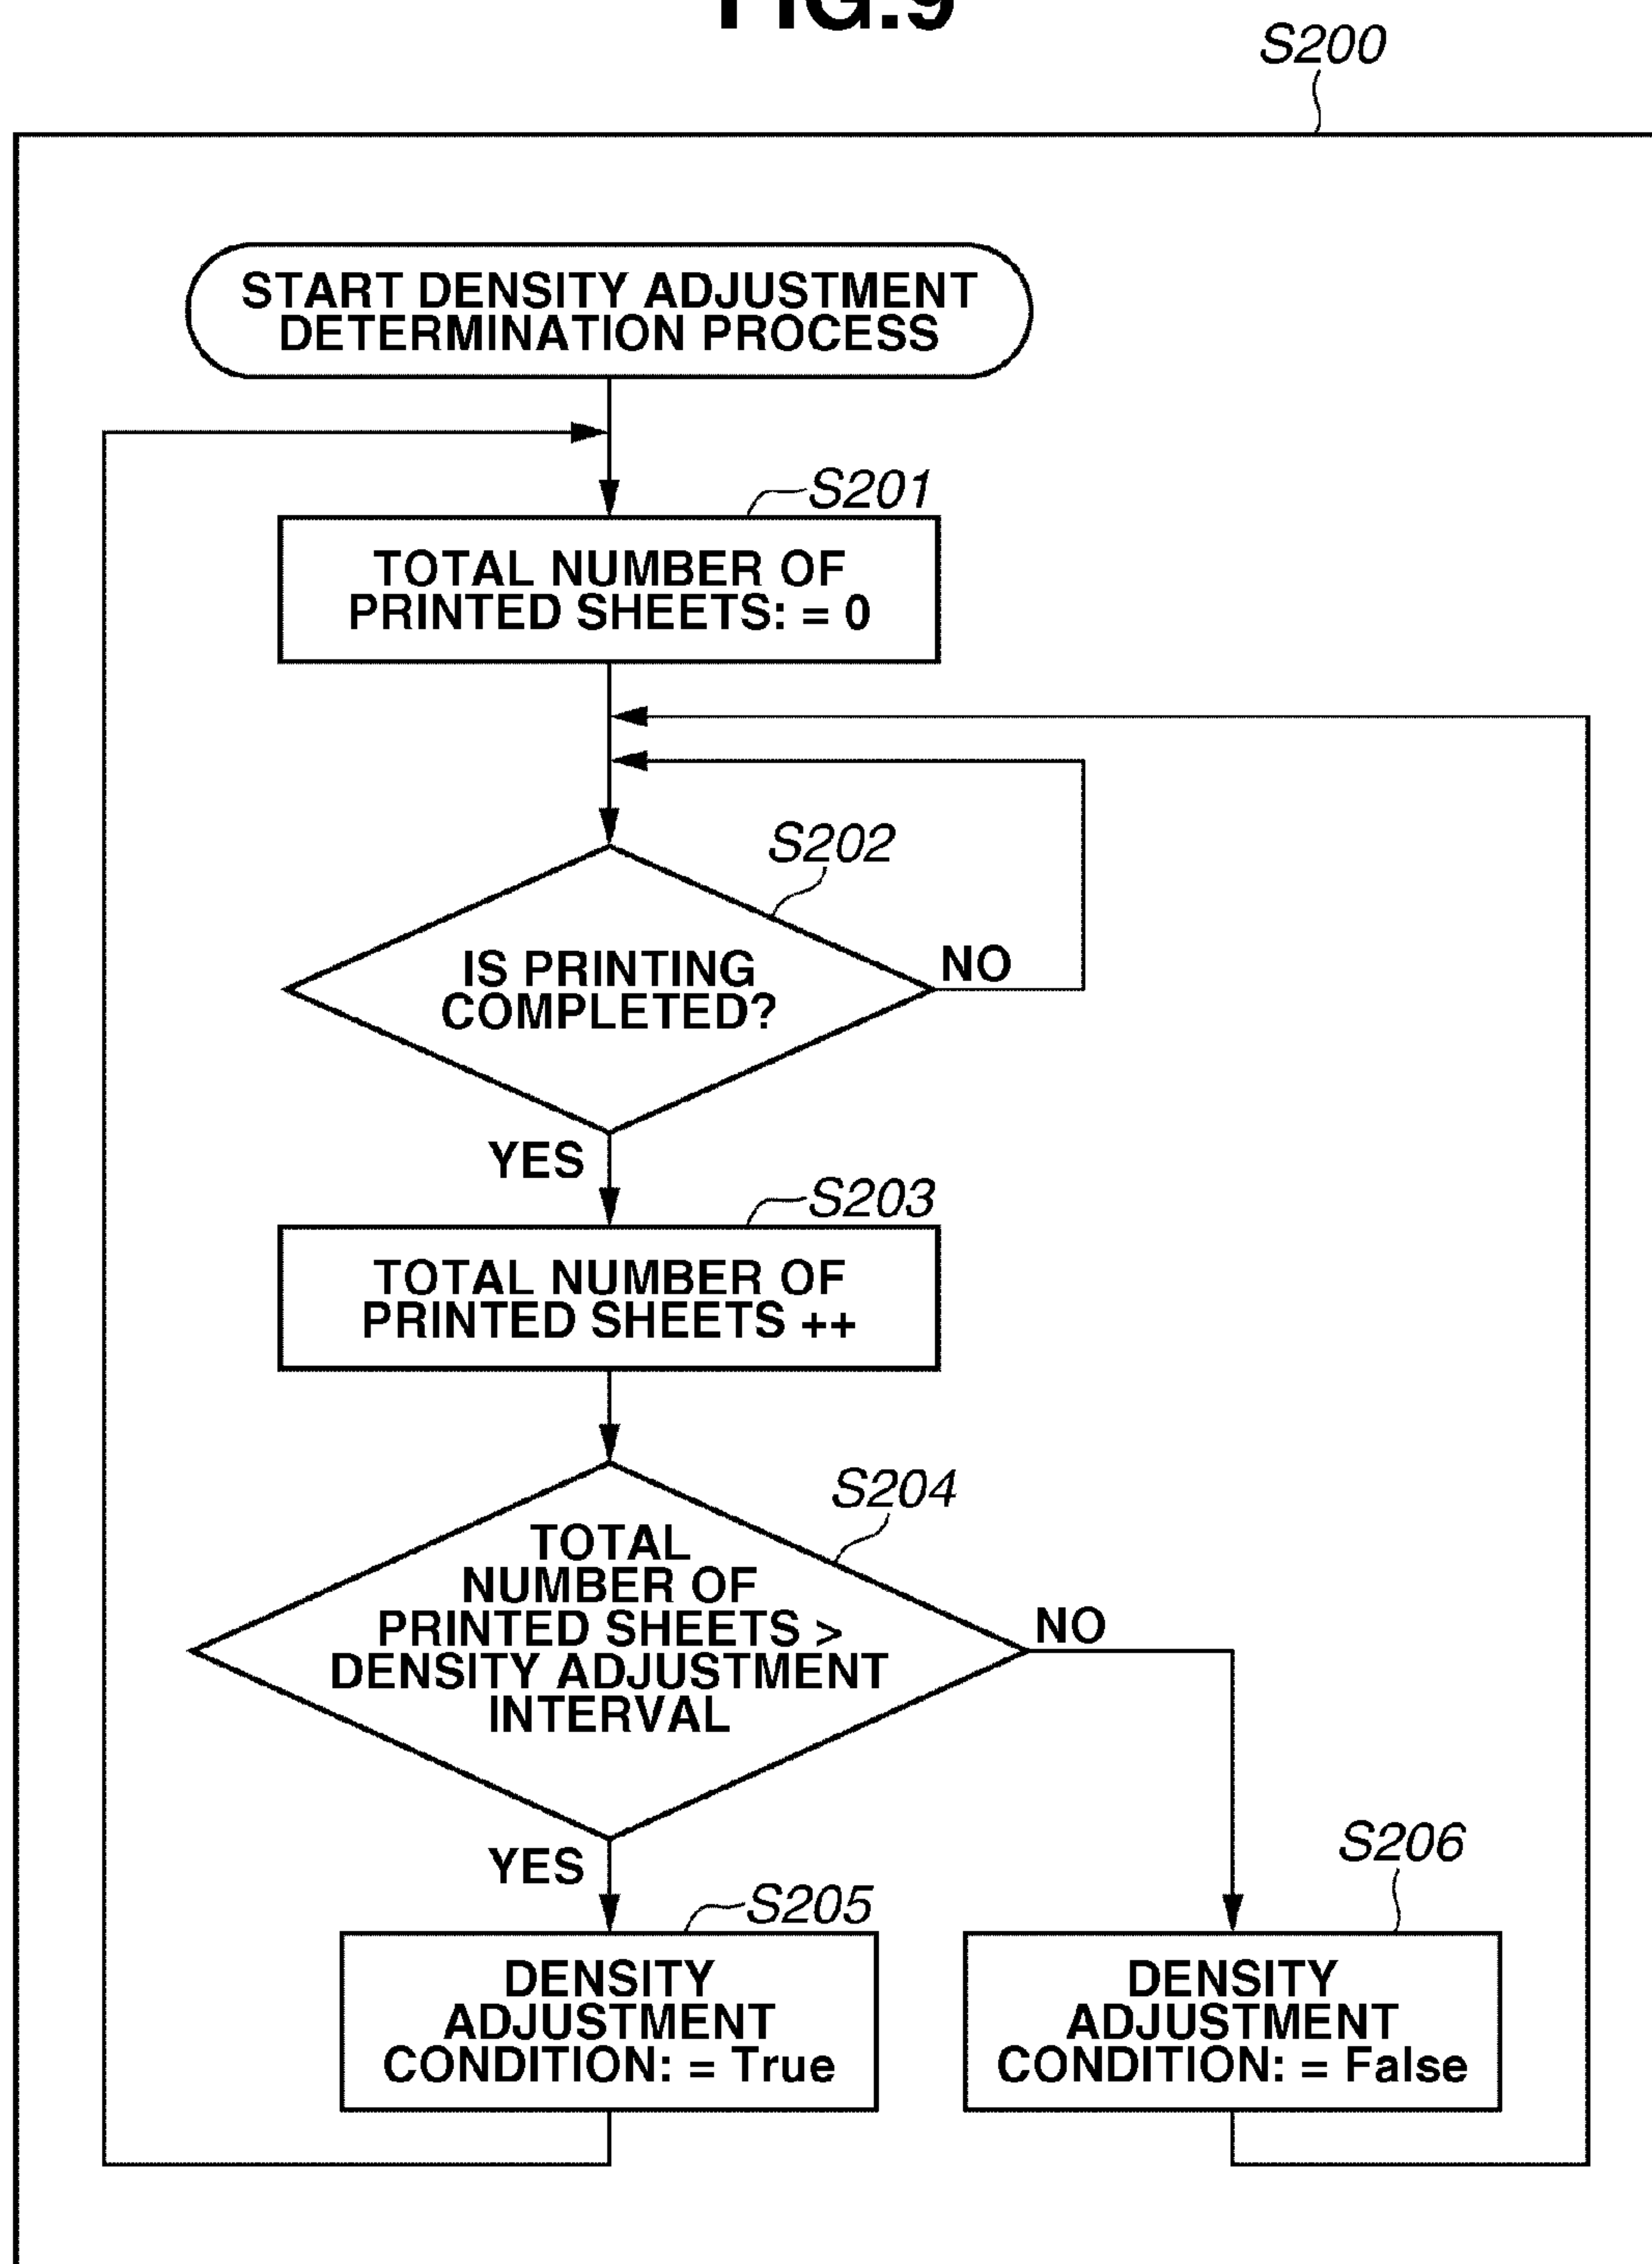 FIG.9
S200
START DENSITY ADJUSTMENT
DETERMINATION PROCESS
S201
TOTAL NUMBER OF
PRINTED SHEETS: = 0
S202
IS PRINTING
COMPLETED?
NO
YES
S203
TOTAL NUMBER OF
PRINTED SHEETS ++
S204
TOTAL
NUMBER OF
PRINTED SHEETS >
DENSITY ADJUSTMENT
INTERVAL
NO
YES
S205
DENSITY
ADJUSTMENT
CONDITION: = True
S206
DENSITY
ADJUSTMENT
CONDITION: = False